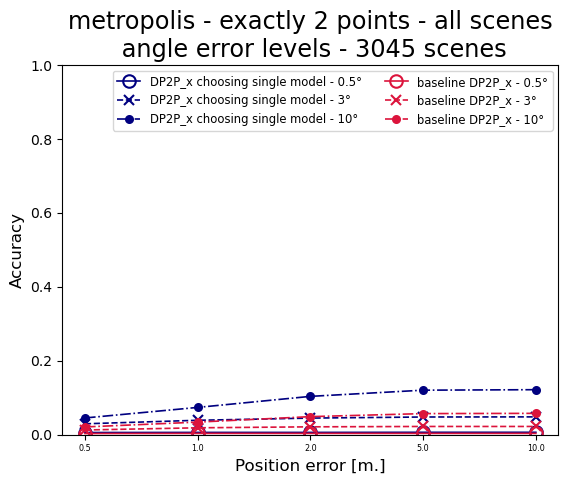 metropolis - exactly 2 points - all scenes
angle error levels - 3045 scenes
DP2P_x choosing single model - 0.5°
DP2P_x choosing single model - 3°
DP2P_x choosing single model - 10°
baseline DP2P_x - 0.5°
baseline DP2P_x - 3°
baseline DP2P_x - 10°
Accuracy
1.0
0.8
0.6
0.4
0.2
0.0
0.5 1.0 2.0 5.0 10.0
Position error [m.]